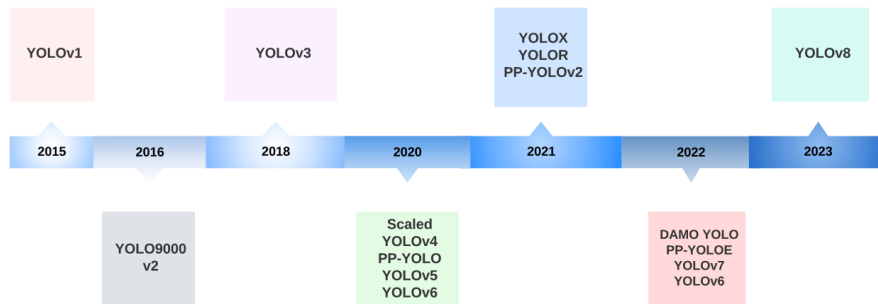 YOLOv1
YOLOv3
YOLOX
YOLOR
PP-YOLOv2
YOLOv8
2015
2016
2018
2020
2021
2022
2023
YOLO9000
v2
Scaled
YOLOv4
PP-YOLO
YOLOv5
YOLOv6
DAMO YOLO
PP-YOLOE
YOLOv7
YOLOv6